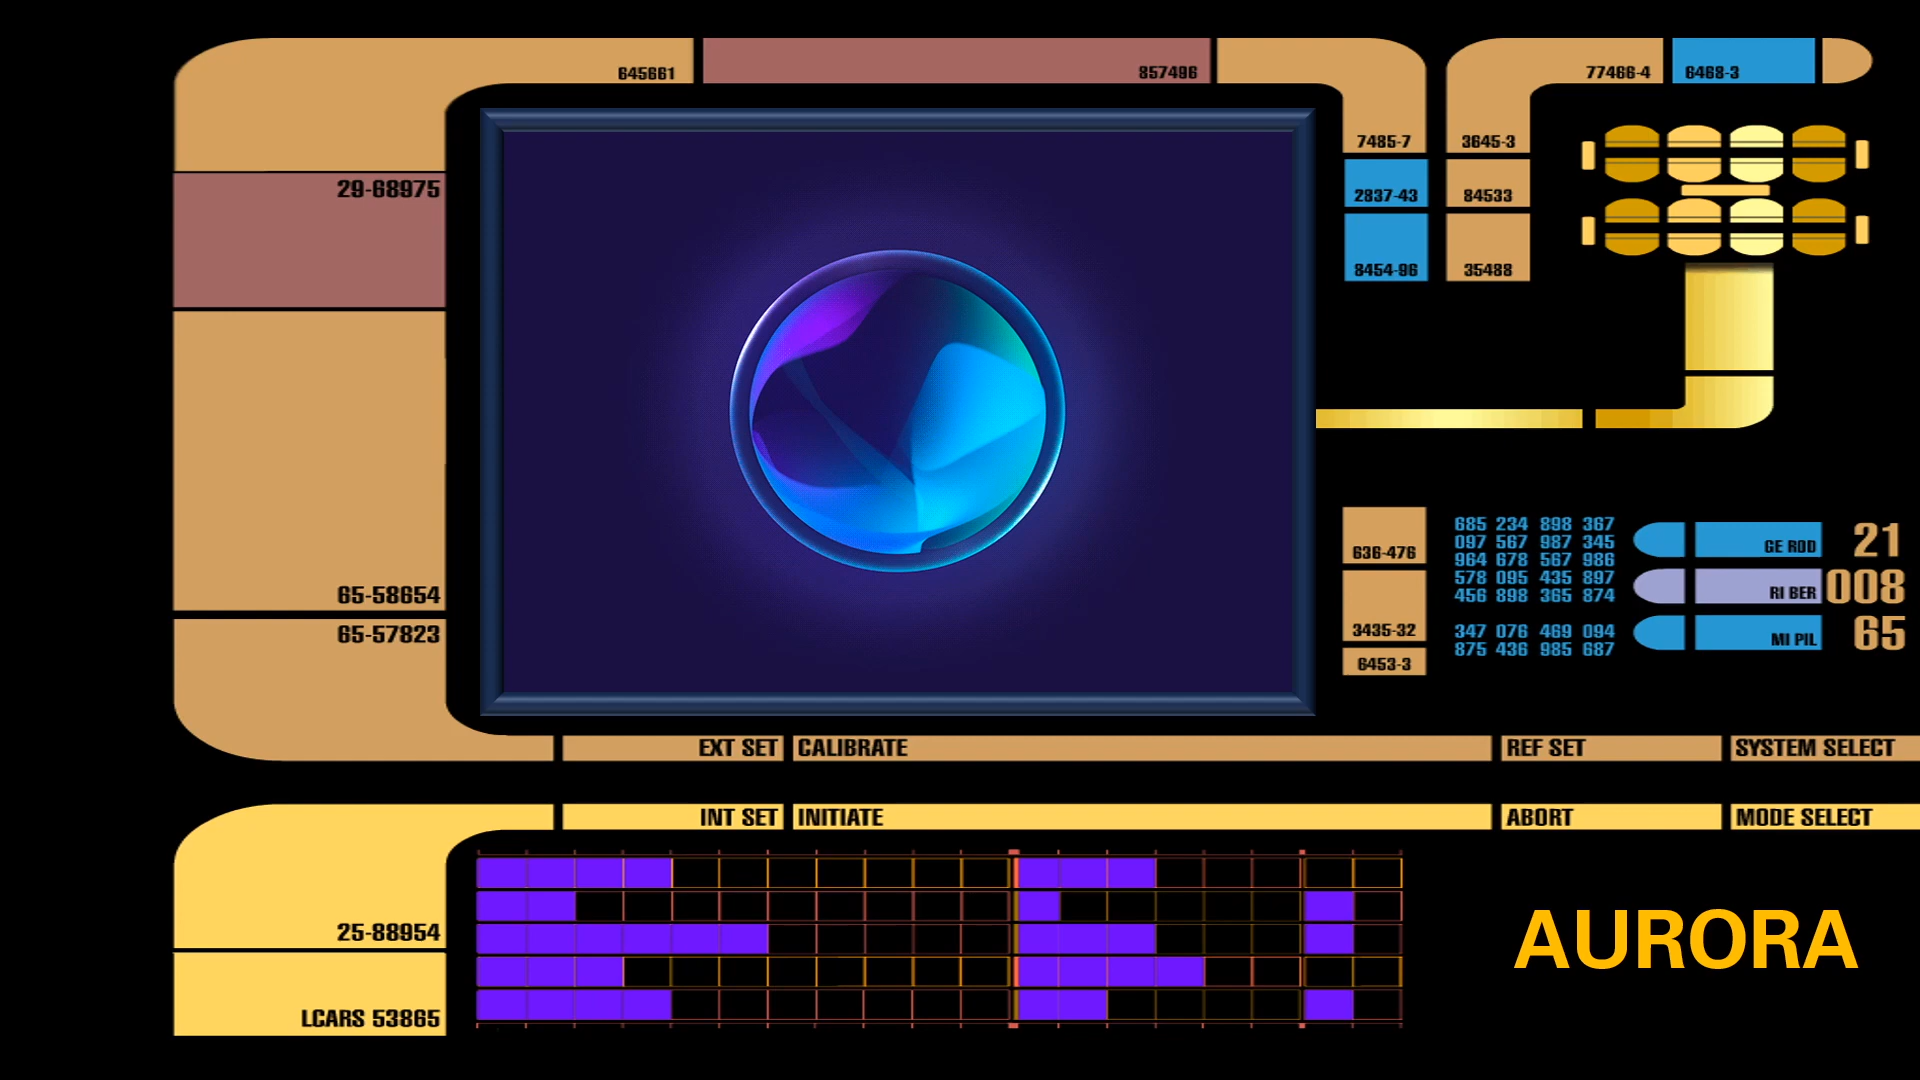 645661
857496
77466-4
6468-3
7485-7
3645-3
29-68975
2837-43
84533
8454-96
35488
65-58654
65-57823
636-476
3435-32
6453-3
685 234 898 367
097 567 987 345
964 678 567 986
578 095 435 897
456 898 365 874
347 076 469 094
875 436 985 687
GE ROD 21
RI BER 008
MI PIL 65
EXT SET
CALIBRATE
REF SET
SYSTEM SELECT
INT SET
INITIATE
ABORT
MODE SELECT
25-88954
LCARS 53865
AURORA